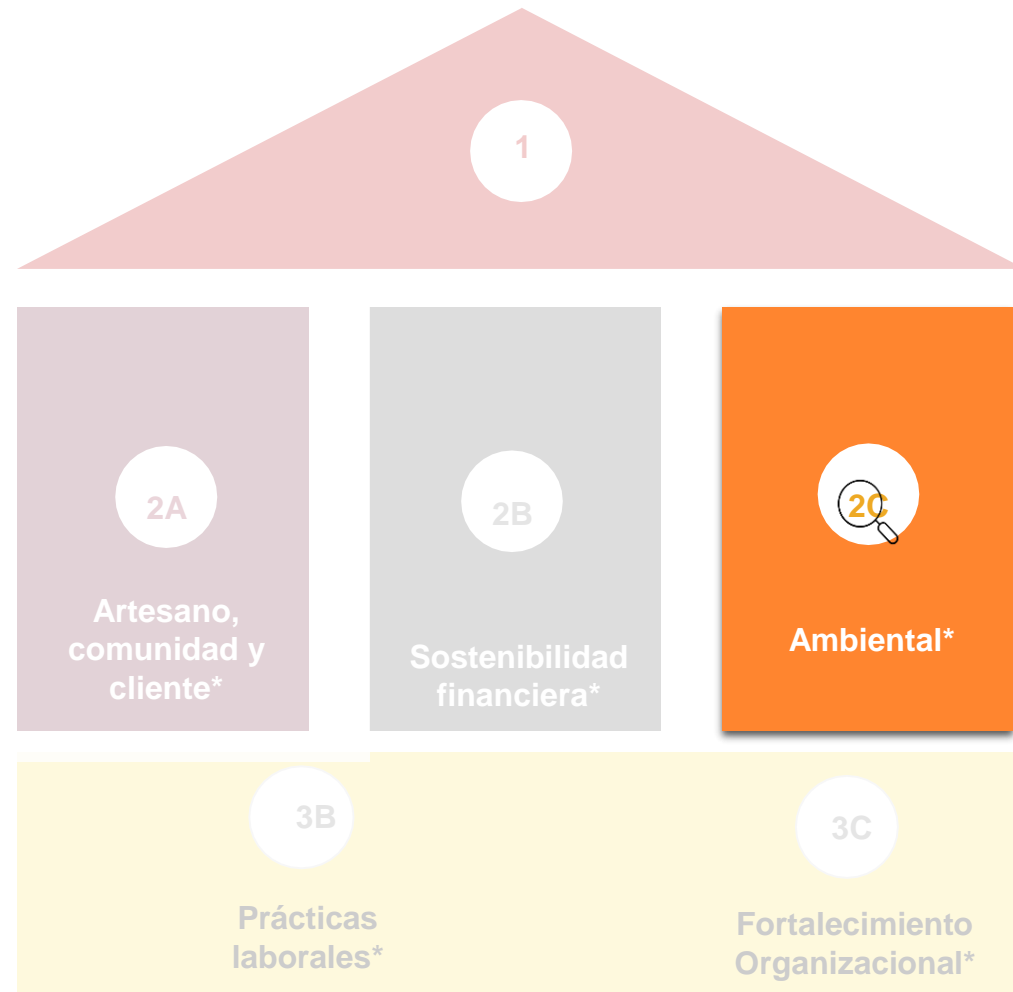 1
2A
Artesano,
comunidad y
cliente*
2B
Sostenibilidad
financiera*
2C
Ambiental*
3B
Prácticas
laborales*
3C
Fortalecimiento
Organizacional*